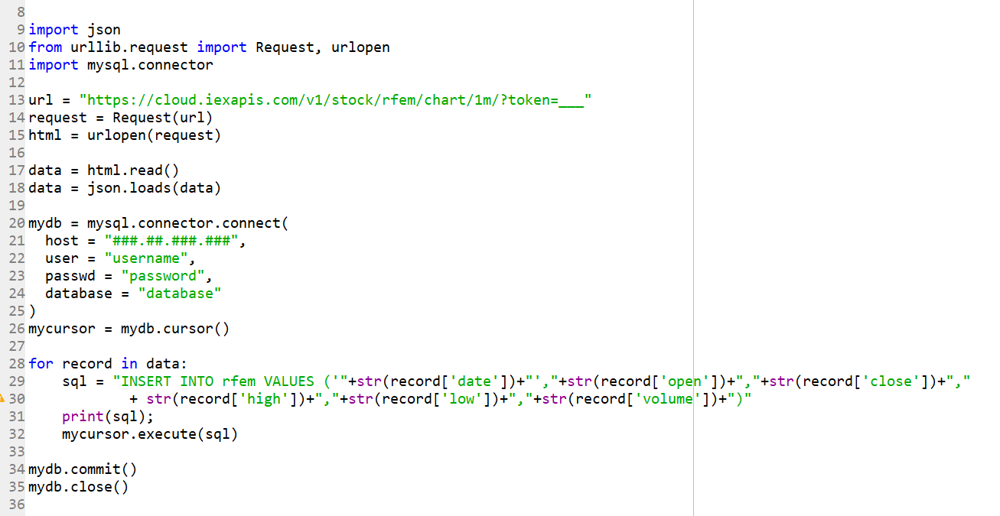 8
9 import json
10 from urllib.request import Request, urlopen
11 import mysql.connector
12
13 url = "https://cloud.iexapis.com/v1/stock/rfem/chart/1m/?token=___"
14 request = Request(url)
15 html = urlopen(request)
16
17 data = html.read()
18 data = json.loads(data)
19
20 mydb = mysql.connector.connect(
21   host = "###.##.###.###",
22   user = "username",
23   passwd = "password",
24   database = "database"
25 )
26 mycursor = mydb.cursor()
27
28 for record in data:
29     sql = "INSERT INTO rfem VALUES ('"+str(record['date'])+"',"+str(record['open'])+","+str(record['close'])+","
30             + str(record['high'])+","+str(record['low'])+","+str(record['volume'])+")"
31     print(sql);
32     mycursor.execute(sql)
33
34 mydb.commit()
35 mydb.close()
36